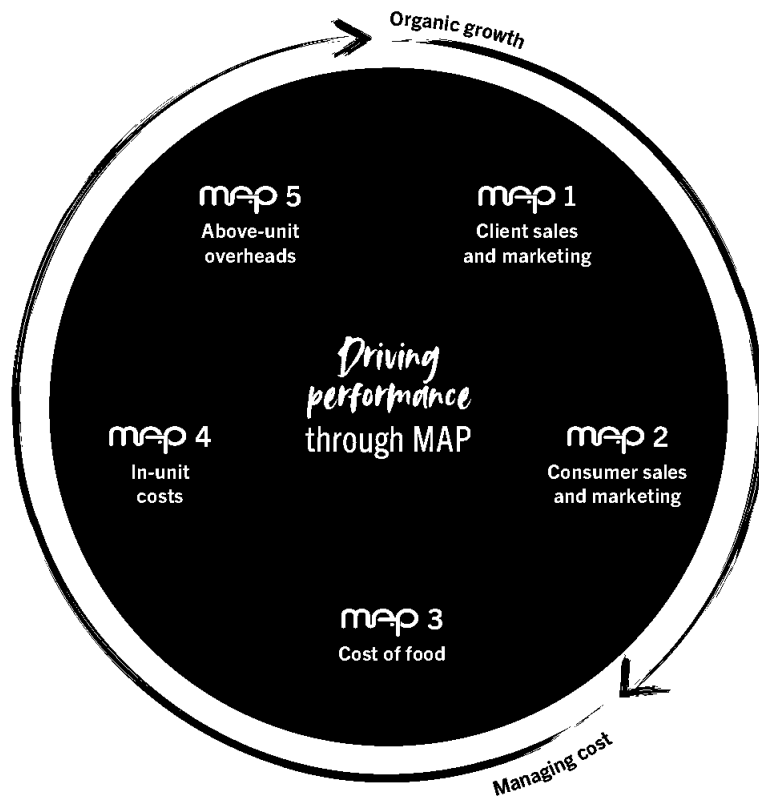 Organic growth
map 5
Above-unit
overheads
map 1
Client sales
and marketing
Driving
performance
through MAP
map 4
In-unit
costs
map 2
Consumer sales
and marketing
map 3
Cost of food
Managing cost